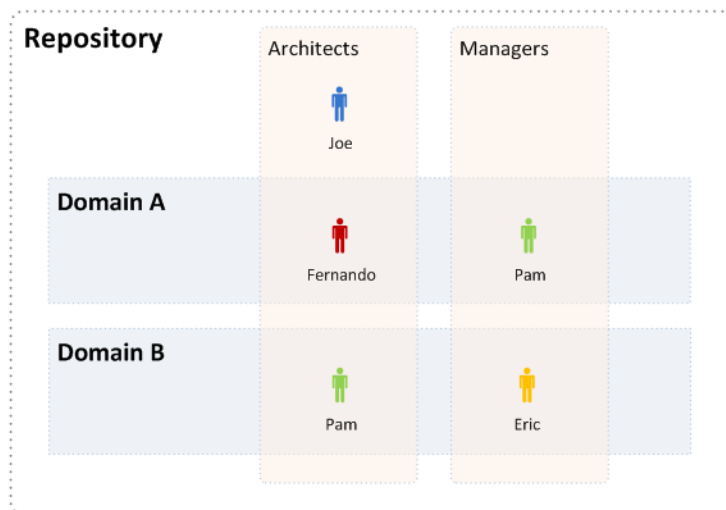 Repository
Architects
Managers
Joe
Domain A
Fernando
Pam
Domain B
Pam
Eric